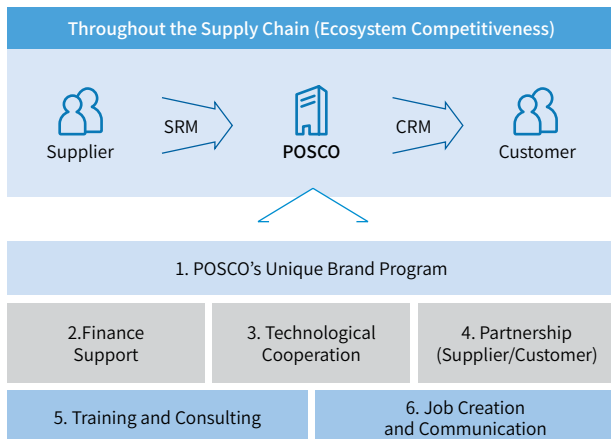 Throughout the Supply Chain (Ecosystem Competitiveness)
SRM
CRM
Supplier
POSCO
Customer
1. POSCO's Unique Brand Program
2.Finance
Support
3. Technological
Cooperation
4. Partnership
(Supplier/Customer)
5. Training and Consulting
6. Job Creation
and Communication